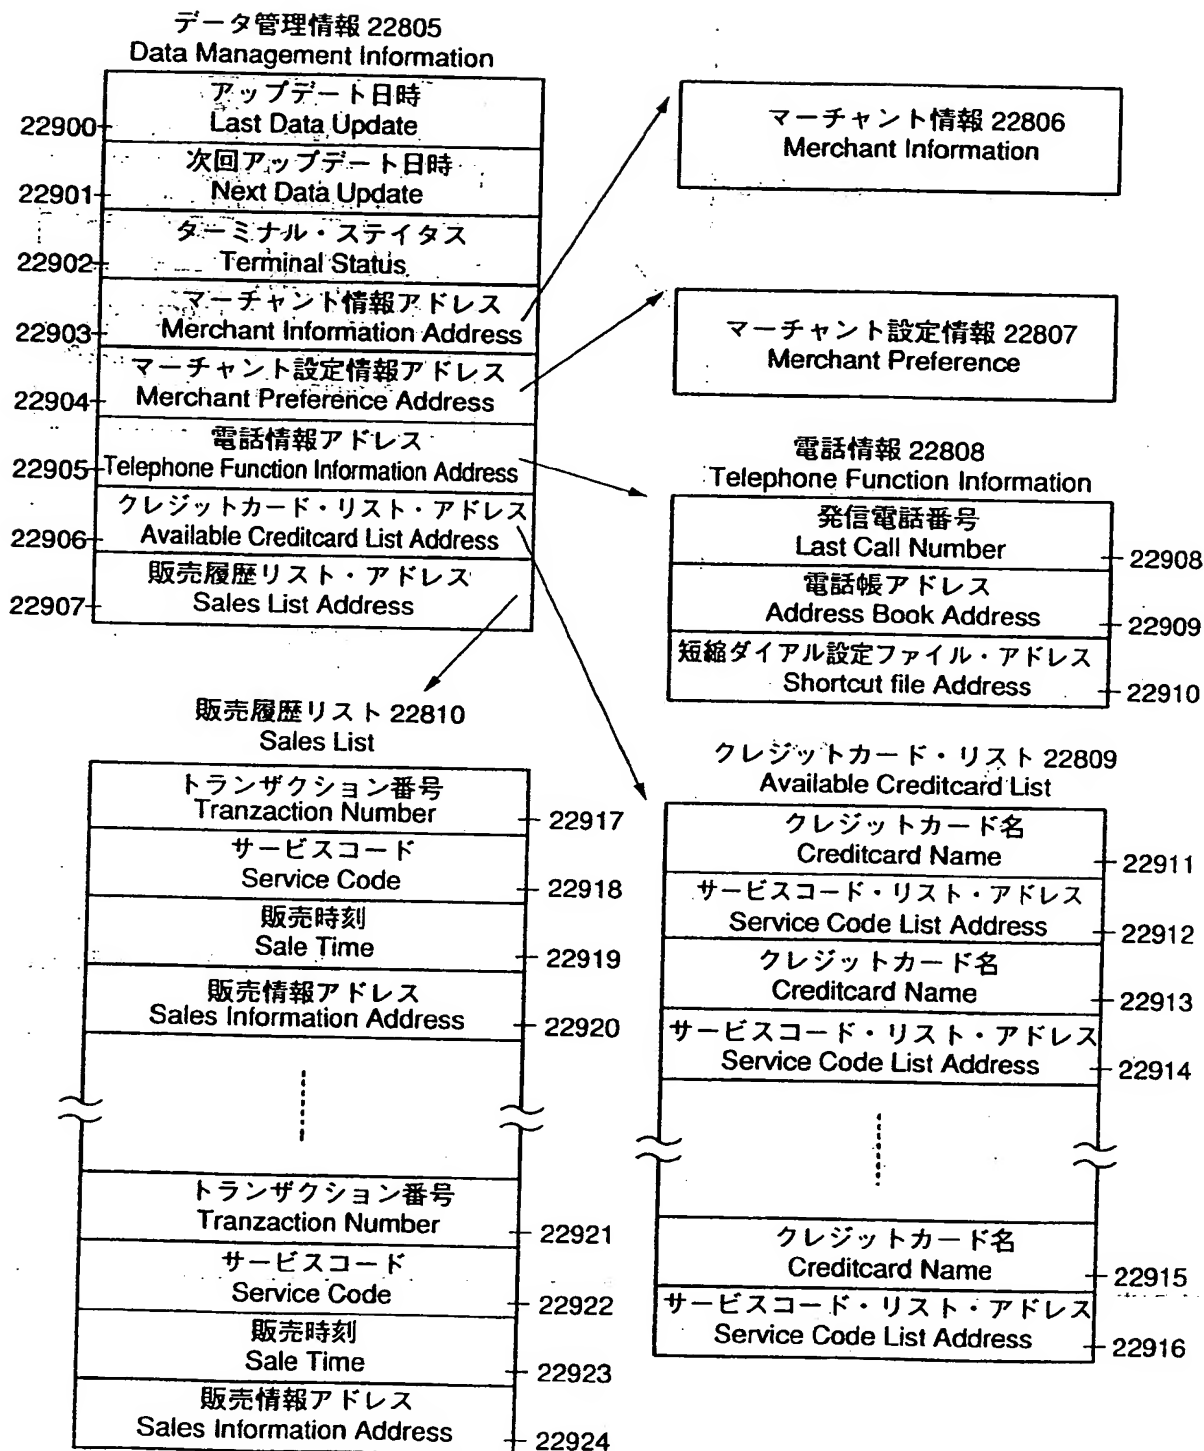 データ管理情報 22805
Data Management Information
アップデート日時
Last Data Update
22900
次回アップデート日時
Next Data Update
22901
ターミナル・ステイタス
Terminal Status
22902
マーチャント情報アドレス
Merchant Information Address
22903
マーチャント設定情報アドレス
Merchant Preference Address
22904
電話情報アドレス
Telephone Function Information Address
22905
クレジットカード・リスト・アドレス
Available Creditcard List Address
22906
販売履歴リスト・アドレス
Sales List Address
22907
マーチャント情報 22806
Merchant Information
マーチャント設定情報 22807
Merchant Preference
電話情報 22808
Telephone Function Information
発信電話番号
Last Call Number
22908
電話帳アドレス
Address Book Address
22909
短縮ダイアル設定ファイル・アドレス
Shortcut file Address
22910
販売履歴リスト 22810
Sales List
トランザクション番号
Tranzaction Number
22917
サービスコード
Service Code
22918
販売時刻
Sale Time
22919
販売情報アドレス
Sales Information Address
22920
トランザクション番号
Tranzaction Number
22921
サービスコード
Service Code
22922
販売時刻
Sale Time
22923
販売情報アドレス
Sales Information Address
22924
クレジットカード・リスト 22809
Available Creditcard List
クレジットカード名
Creditcard Name
22911
サービスコード・リスト・アドレス
Service Code List Address
22912
クレジットカード名
Creditcard Name
22913
サービスコード・リスト・アドレス
Service Code List Address
22914
クレジットカード名
Creditcard Name
22915
サービスコード・リスト・アドレス
Service Code List Address
22916